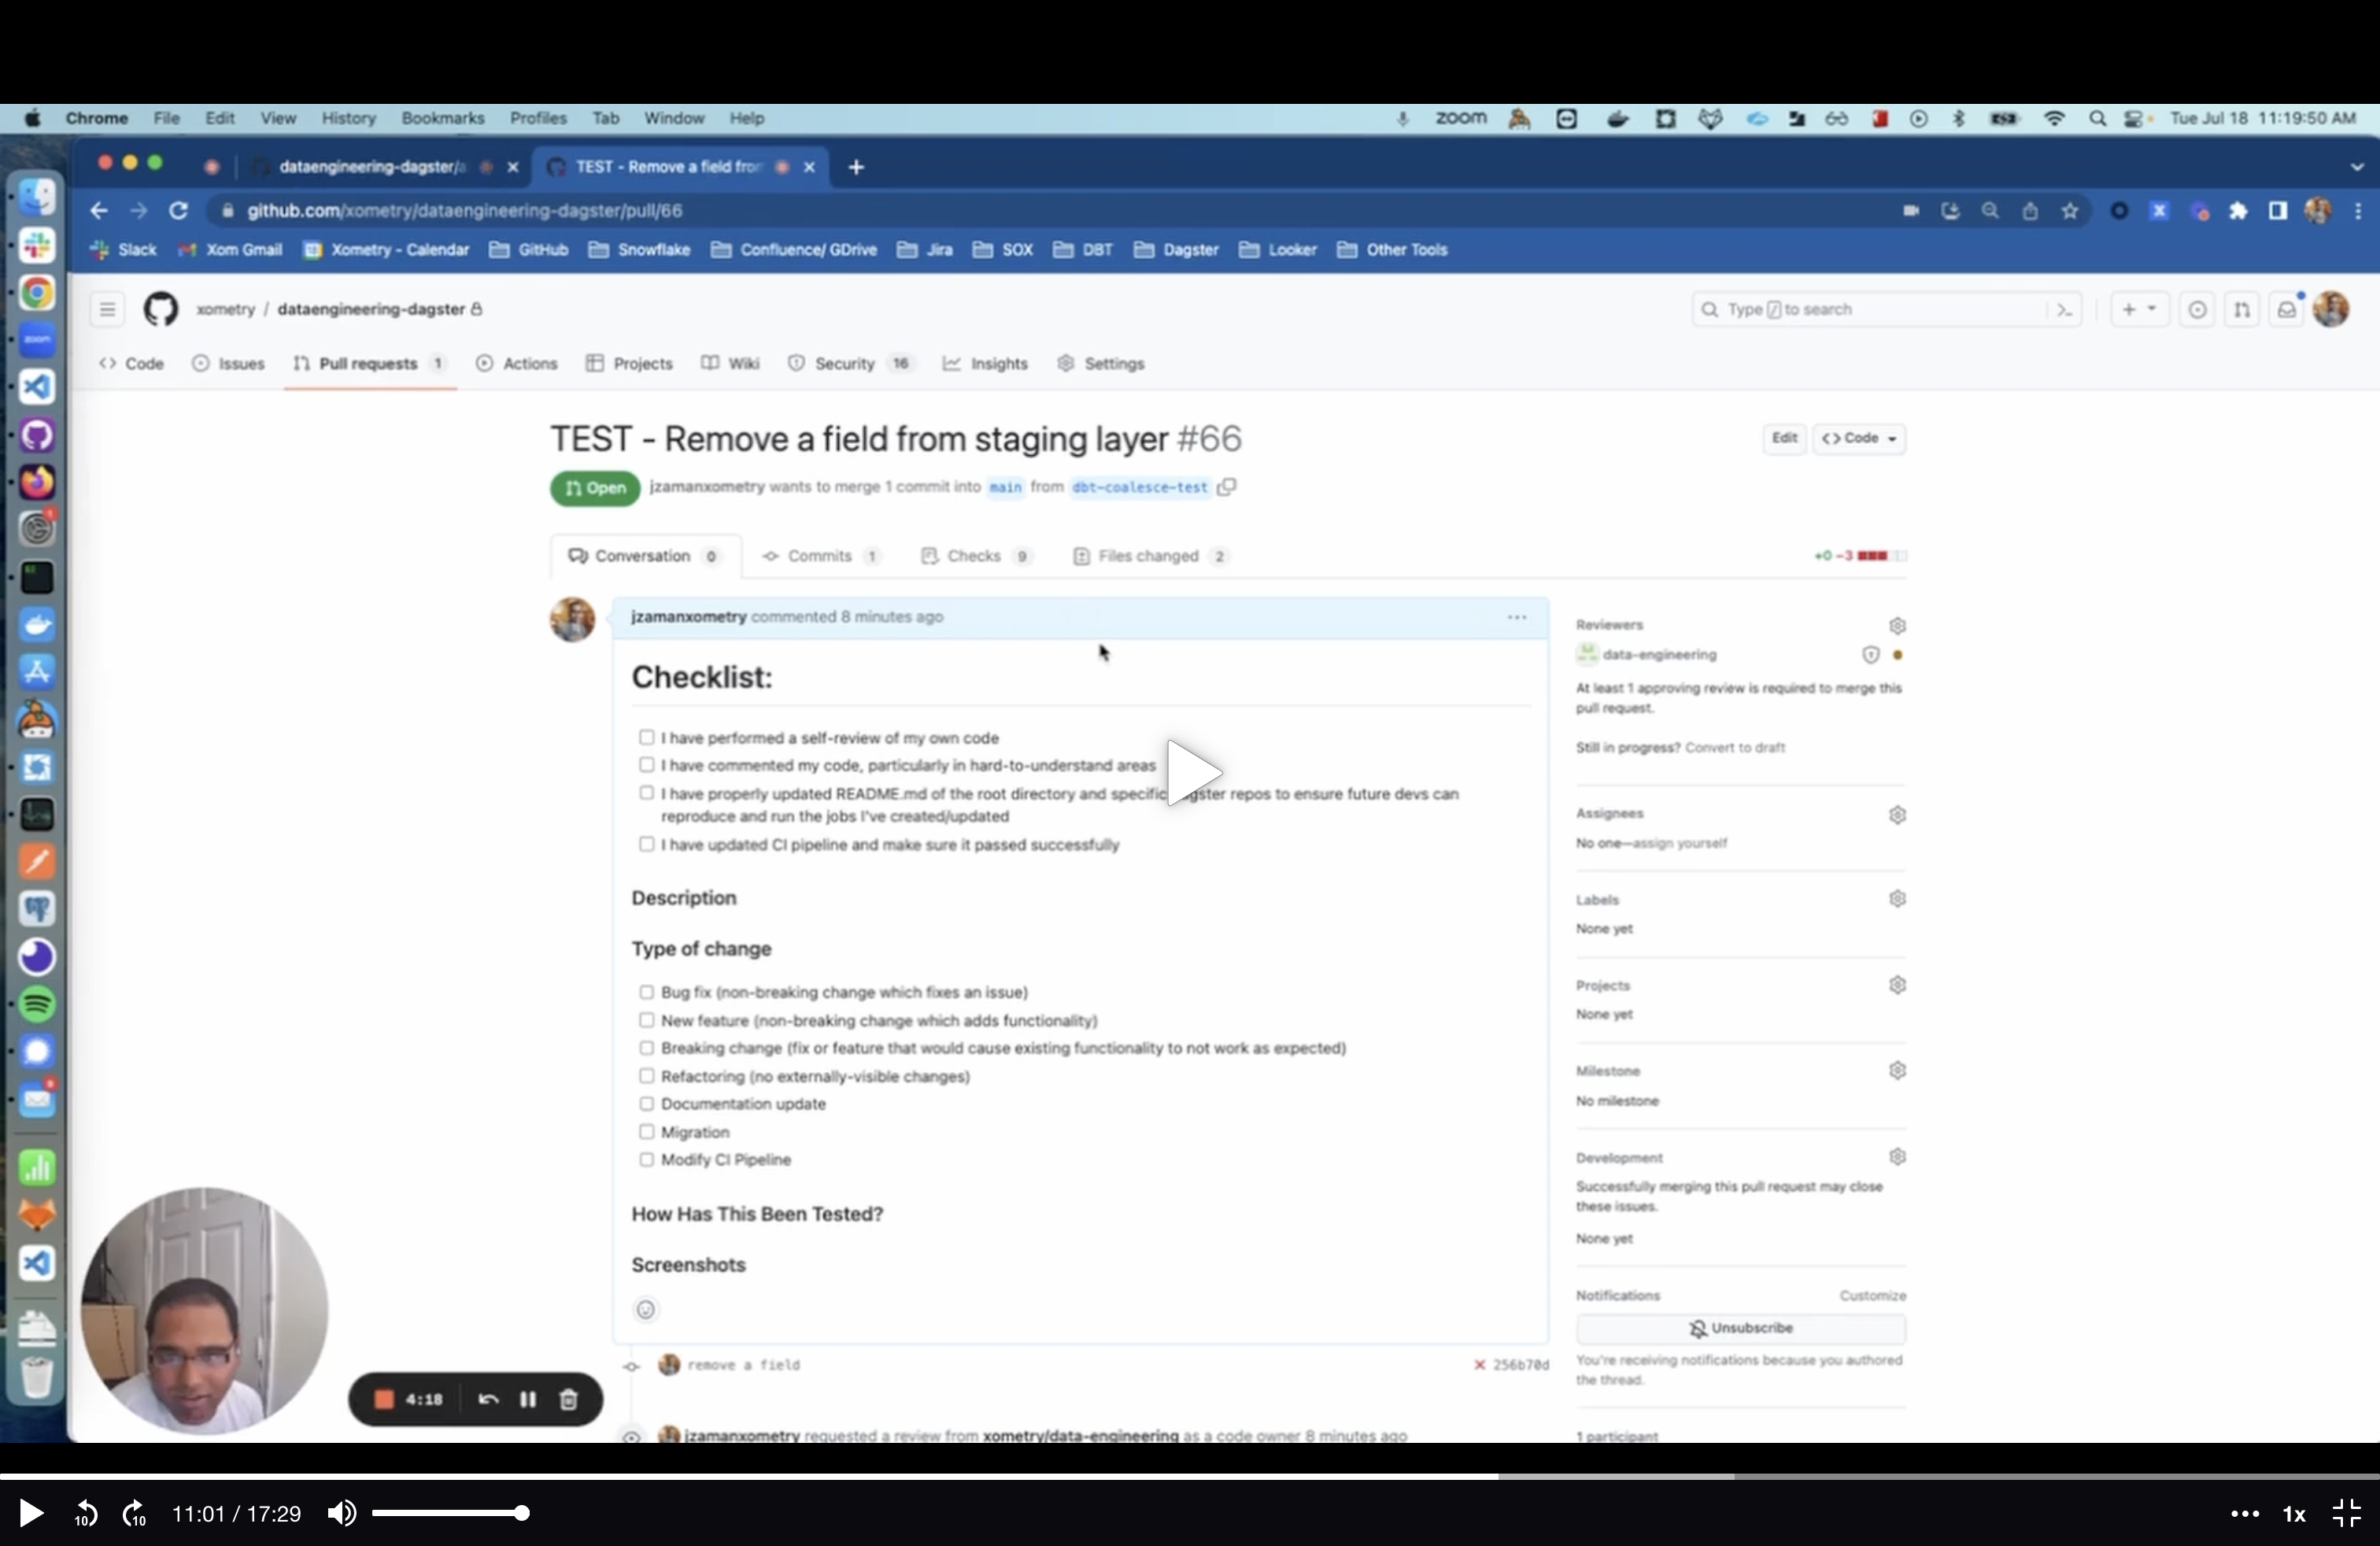 Chrome File Edit View History Bookmarks Profiles Tab Window Help zoom Tue Jul 18 11:19:50 AM
dataengineering-dagster/a TEST - Remove a field from
github.com/xometry/dataengineering-dagster/pull/66
Slack Xom Gmail Xometry - Calendar GitHub Snowflake Confluence/ GDrive Jira SOX DBT Dagster Looker Other Tools
xometry / dataengineering-dagster Type / to search
Code Issues Pull requests 1 Actions Projects Wiki Security 16 Insights Settings
TEST - Remove a field from staging layer #66
Edit <> Code
Open jzamanxometry wants to merge 1 commit into main from dbt-coalesce-test
Conversation 0 Commits 1 Checks 9 Files changed 2 +0 −3
jzamanxometry commented 8 minutes ago
Checklist:
I have performed a self-review of my own code
I have commented my code, particularly in hard-to-understand areas
I have properly updated README.md of the root directory and specific dagster repos to ensure future devs can
reproduce and run the jobs I've created/updated
I have updated CI pipeline and make sure it passed successfully
Description
Type of change
Bug fix (non-breaking change which fixes an issue)
New feature (non-breaking change which adds functionality)
Breaking change (fix or feature that would cause existing functionality to not work as expected)
Refactoring (no externally-visible changes)
Documentation update
Migration
Modify CI Pipeline
How Has This Been Tested?
Screenshots
remove a field 256b70d
jzamanxometry requested a review from xometry/data-engineering as a code owner 8 minutes ago
Reviewers
data-engineering
At least 1 approving review is required to merge this
pull request.
Still in progress? Convert to draft
Assignees
No one—assign yourself
Labels
None yet
Projects
None yet
Milestone
No milestone
Development
Successfully merging this pull request may close
these issues.
None yet
Notifications Customize
Unsubscribe
You're receiving notifications because you authored
the thread.
1 participant
zoom
4:18
10 10 11:01 / 17:29 1x